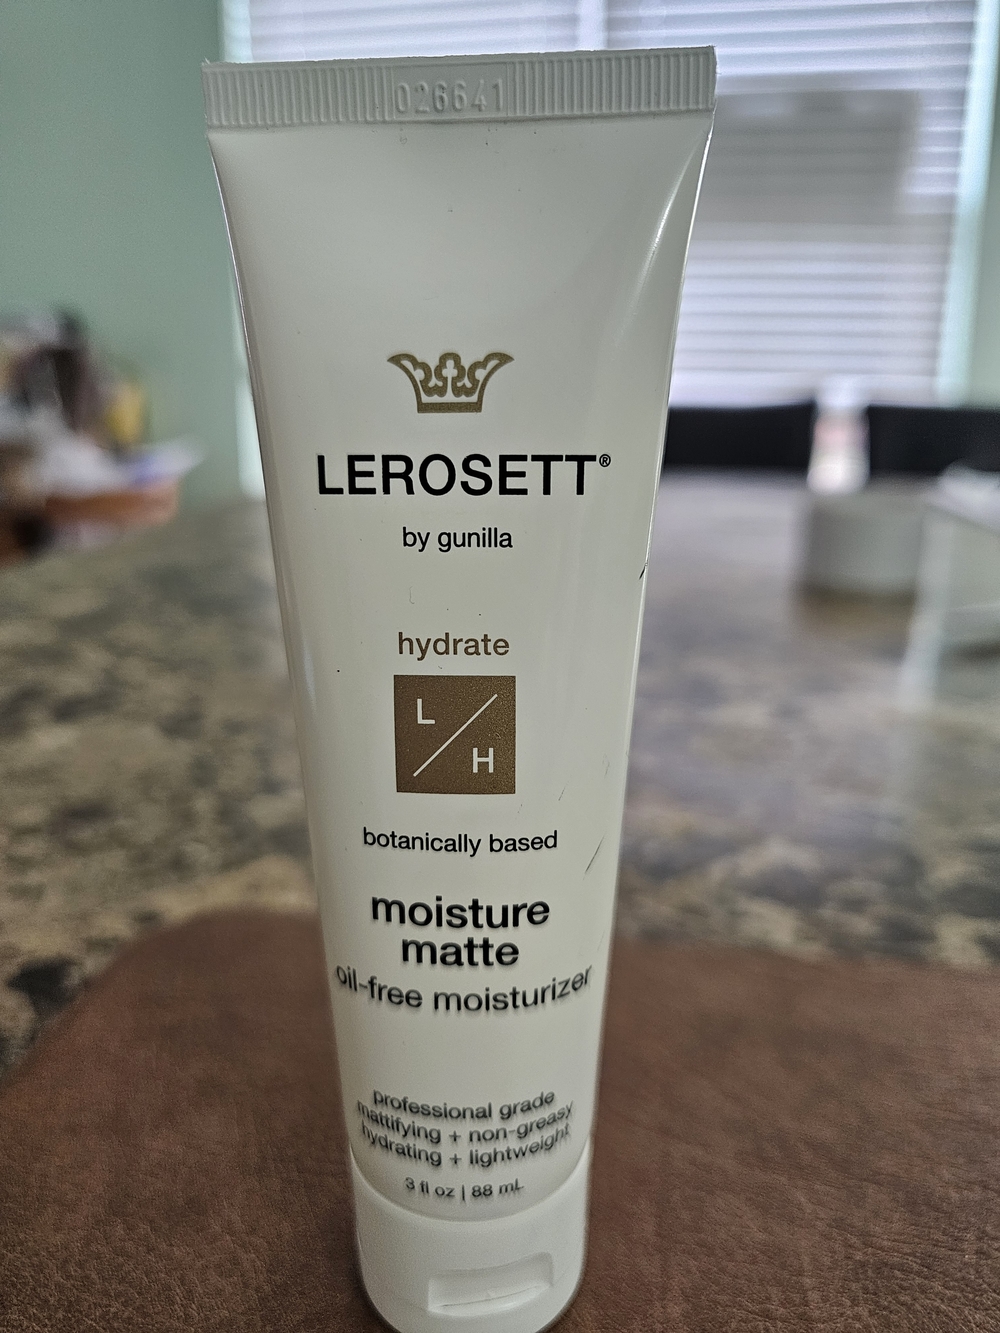 026641
LEROSETT®
by gunilla
hydrate
L/H
botanically based
moisture
matte
oil-free moisturizer
professional grade
mattifying + non-greasy
hydrating + lightweight
3 fl oz | 88 mL